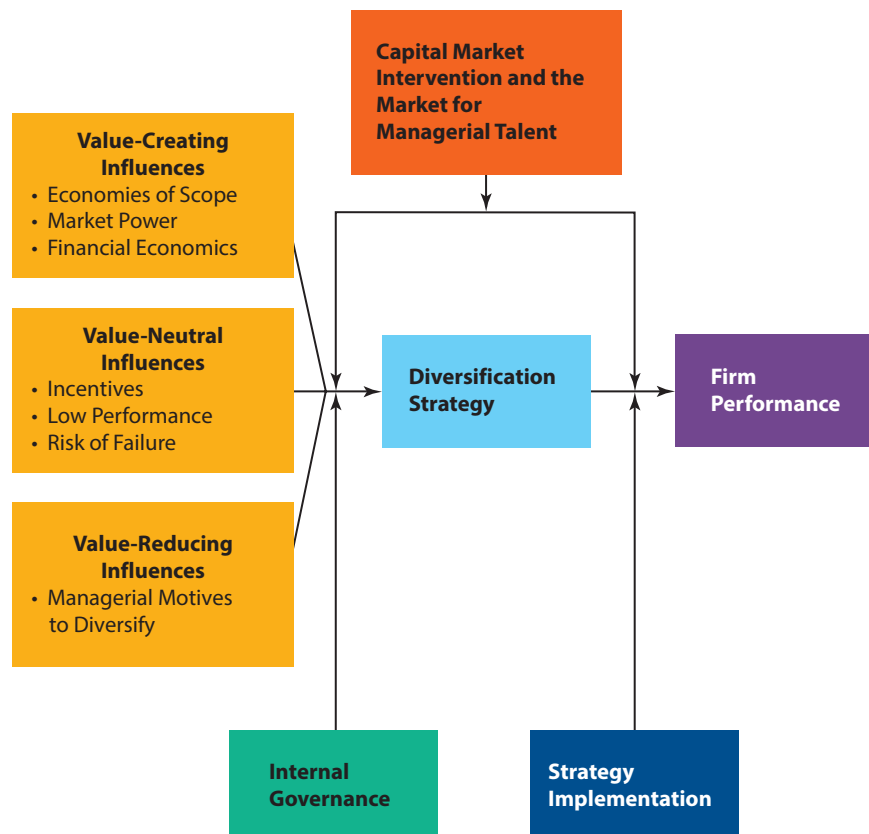 Capital Market
Intervention and the
Market for
Managerial Talent
Value-Creating
Influences
• Economies of Scope
• Market Power
• Financial Economics
Value-Neutral
Influences
• Incentives
• Low Performance
• Risk of Failure
Value-Reducing
Influences
• Managerial Motives
to Diversify
Diversification
Strategy
Firm
Performance
Internal
Governance
Strategy
Implementation